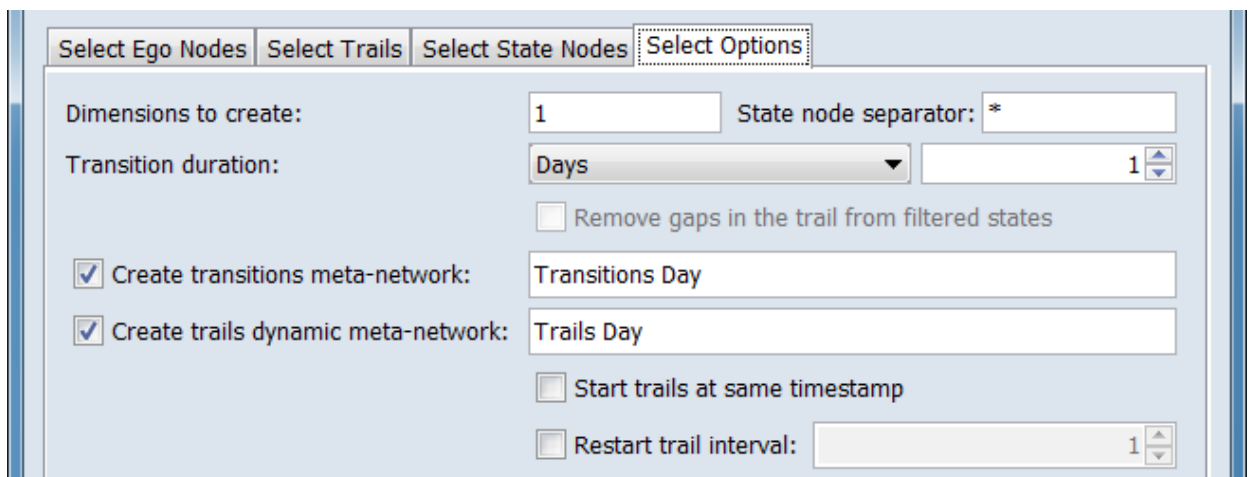 Select Ego Nodes Select Trails Select State Nodes Select Options
Dimensions to create: 1 State node separator: *
Transition duration: Days 1
Remove gaps in the trail from filtered states
Create transitions meta-network: Transitions Day
Create trails dynamic meta-network: Trails Day
Start trails at same timestamp
Restart trail interval: 1